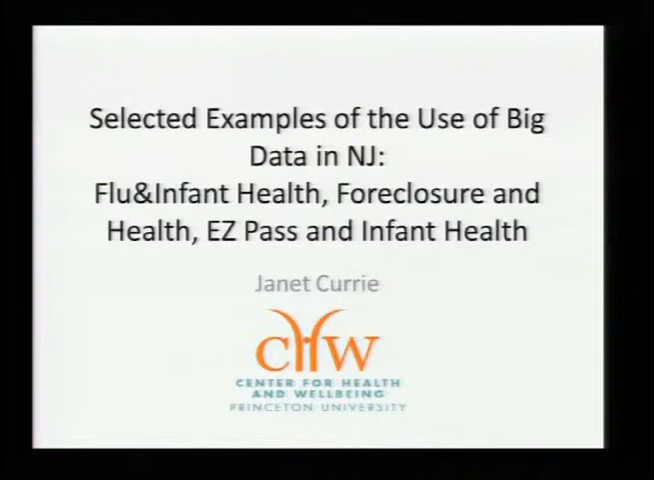 Selected Examples of the Use of Big
Data in NJ:
Flu&Infant Health, Foreclosure and
Health, EZ Pass and Infant Health
Janet Currie
CHW
CENTER FOR HEALTH
AND WELLBEING
PRINCETON UNIVERSITY